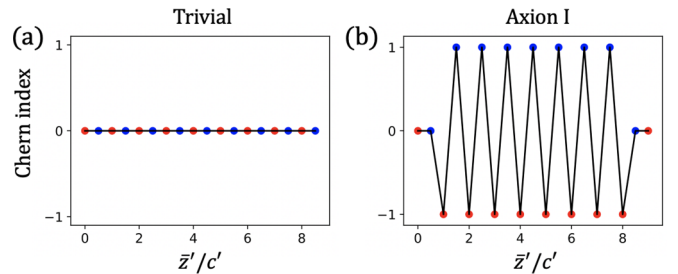 (a)
Trivial
Chern index
1
0
−1
0
2
4
6
8
z̄′/c′
(b)
Axion I
1
0
−1
0
2
4
6
8
z̄′/c′